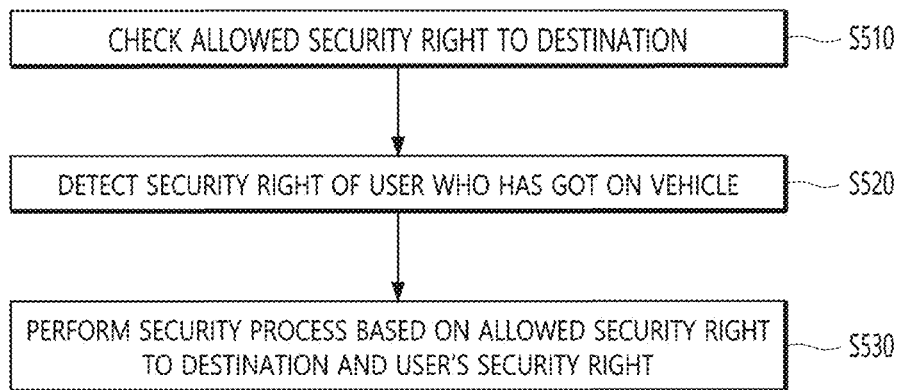 CHECK ALLOWED SECURITY RIGHT TO DESTINATION
S510
DETECT SECURITY RIGHT OF USER WHO HAS GOT ON VEHICLE
S520
PERFORM SECURITY PROCESS BASED ON ALLOWED SECURITY RIGHT
TO DESTINATION AND USER'S SECURITY RIGHT
S530